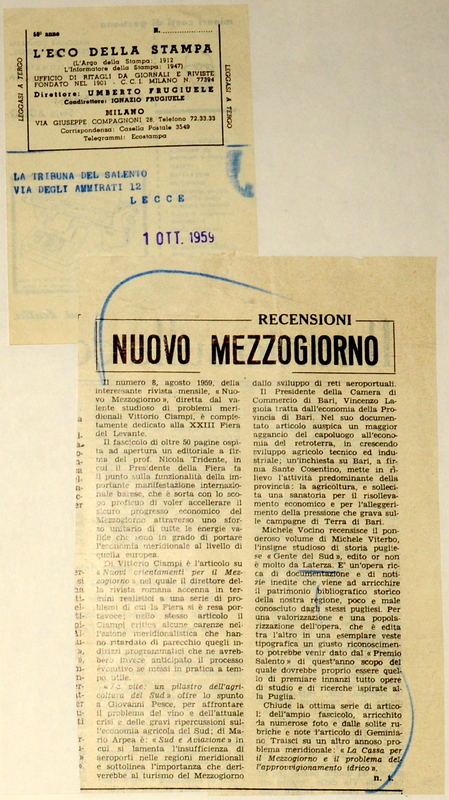 58° anno N.
L'ECO DELLA STAMPA
(L'Argo della Stampa: 1912
L'Informatore della Stampa: 1947)
UFFICIO DI RITAGLI DA GIORNALI E RIVISTE
FONDATO NEL 1901 - C.C.I. MILANO N. 77394
Direttore: UMBERTO FRUGIUELE
Condirettore: IGNAZIO FRUGIUELE
MILANO
VIA GIUSEPPE COMPAGNONI 28, Telefono 72.33.33
Corrispondenza: Casella Postale 3549
Telegrammi: Ecostampa
LEGGASI A TERGO
LEGGASI A TERGO
LA TRIBUNA DEL SALENTO
VIA DEGLI AMMIRATI 12
LECCE
1 OTT. 1959
RECENSIONI
NUOVO MEZZOGIORNO
Il numero 8, agosto 1959, della
interessante rivista mensile, «Nuo-
vo Mezzogiorno», diretta dal va-
lente studioso di problemi meri-
dionali Vittorio Ciampi, è comple-
tamente dedicato alla XXIII Fiera
del Levante.
Il fascicolo di oltre 50 pagine ospi-
ta ad apertura un editoriale a fir-
ma del prof. Nicola Tridente, in
cui il Presidente della Fiera fa
il punto sulla funzionalità della im-
portante manifestazione internazio-
nale barese, che è sorta con lo sco-
po preficuo di voler accellerare il
sicuro progresso economico del
Mezzogiorno attraverso uno sfor-
zo unitario di tutte le energie va-
lide che sono in grado di portare
l'economia meridionale al livello di
quella europea.
Di Vittorio Ciampi è l'articolo su
«Nuovi orientamenti per il Mez-
zogiorno», nel quale il direttore del-
la rivista romana accenna in ter-
mini realistici a una serie di pro-
blemi di cui la Fiera si è resa por-
tavoce; nello stesso articolo il
Ciampi critica alcune carenze nel-
l'azione meridionalistica che han-
no ritardato di parecchio quegli in-
dirizzi programmatici che ne avreb-
bero invece anticipato il processo
evolutivo se messi in pratica a tem-
po utile.
«La vite: un pilastro dell'agri-
coltura del Sud» offre lo spunto
a Giovanni Pesce, per affrontare
il problema del vino e dell'attuale
crisi e delle gravi ripercussioni sul-
l'economia agricola del Sud; di Ma-
rio Arpea è: «Sud e Aviazione» in
cui si lamenta l'insufficienza di
aeroporti nelle regioni meridionali
e sottolinea l'importanza che deri-
verebbe al turismo del Mezzogiorno
dallo sviluppo di reti aeroportuali.
Il Presidente della Camera di
Commercio di Bari, Vincenzo La-
gioia tratta dall'economia della Pro-
vincia di Bari. Nel suo documen-
tato articolo auspica un maggior
aggancio del capoluogo all'econo-
mia del retroterra, in crescendo
sviluppo agricolo tecnico ed indu-
striale; un'inchiesta su Bari, a fir-
ma Sante Cosentino, mette in ri-
lievo l'attività predominante della
provincia: la agricoltura, e solleci-
ta una sanatoria per il risolleva-
mento economico e per l'alleggeri-
mento della pressione che grava sul-
le campagne di Terra di Bari.
Michele Vocino recensisce il pon-
deroso volume di Michele Viterbo,
l'insigne studioso di storia puglie-
se «Gente del Sud», edito or non
è molto da Laterza. E' un'opera ric-
ca di documentazione e di noti-
zie inedite che viene ad arricchire
il patrimonio bibliografico storico
della nostra regione, poco e male
conosciuto dagli stessi pugliesi. Per
una valorizzazione e una popola-
rizzazione dell'opera, che è edita
tra l'altro in una esemplare veste
tipografica un giusto riconoscimen-
to potrebbe venir dato dal «Premio
Salento» di quest'anno scopo del
quale dovrebbe proprio essere quel-
lo di premiare innanzi tutto opere
di studio e di ricerche ispirate al-
la Puglia.
Chiude la ottima serie di artico-
li dell'ampio fascicolo, arricchito
da numerose foto e dalle solite ru-
briche e note l'articolo di Geminia-
no Traisci su un altro annoso pro-
blema meridionale: «La Cassa per
il Mezzogiorno e il problema del-
l'approvvigionamento idrico».